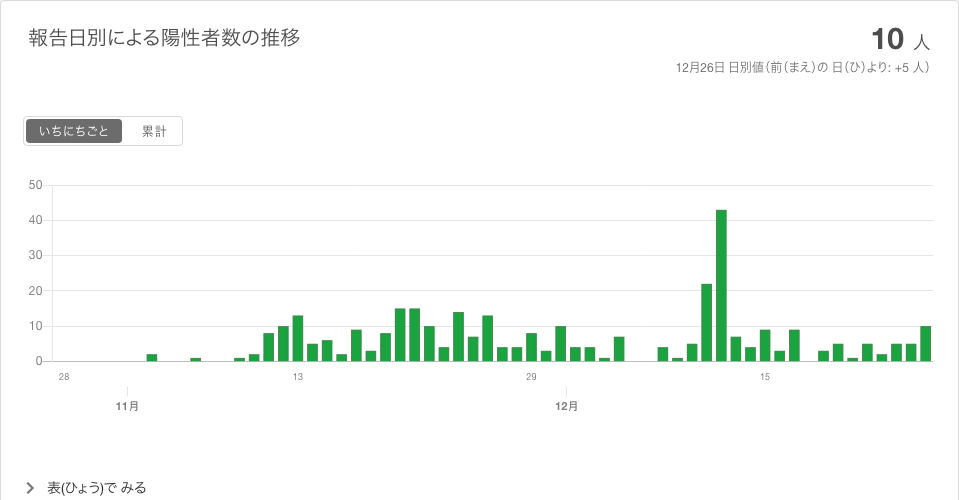 報告日別による陽性者数の推移
10 人
12月26日 日別値（前（まえ）の 日（ひ）より: +5 人）
いちにちごと 累計
50
40
30
20
10
0
28 13 29 15
11月 12月
表(ひょう)で みる